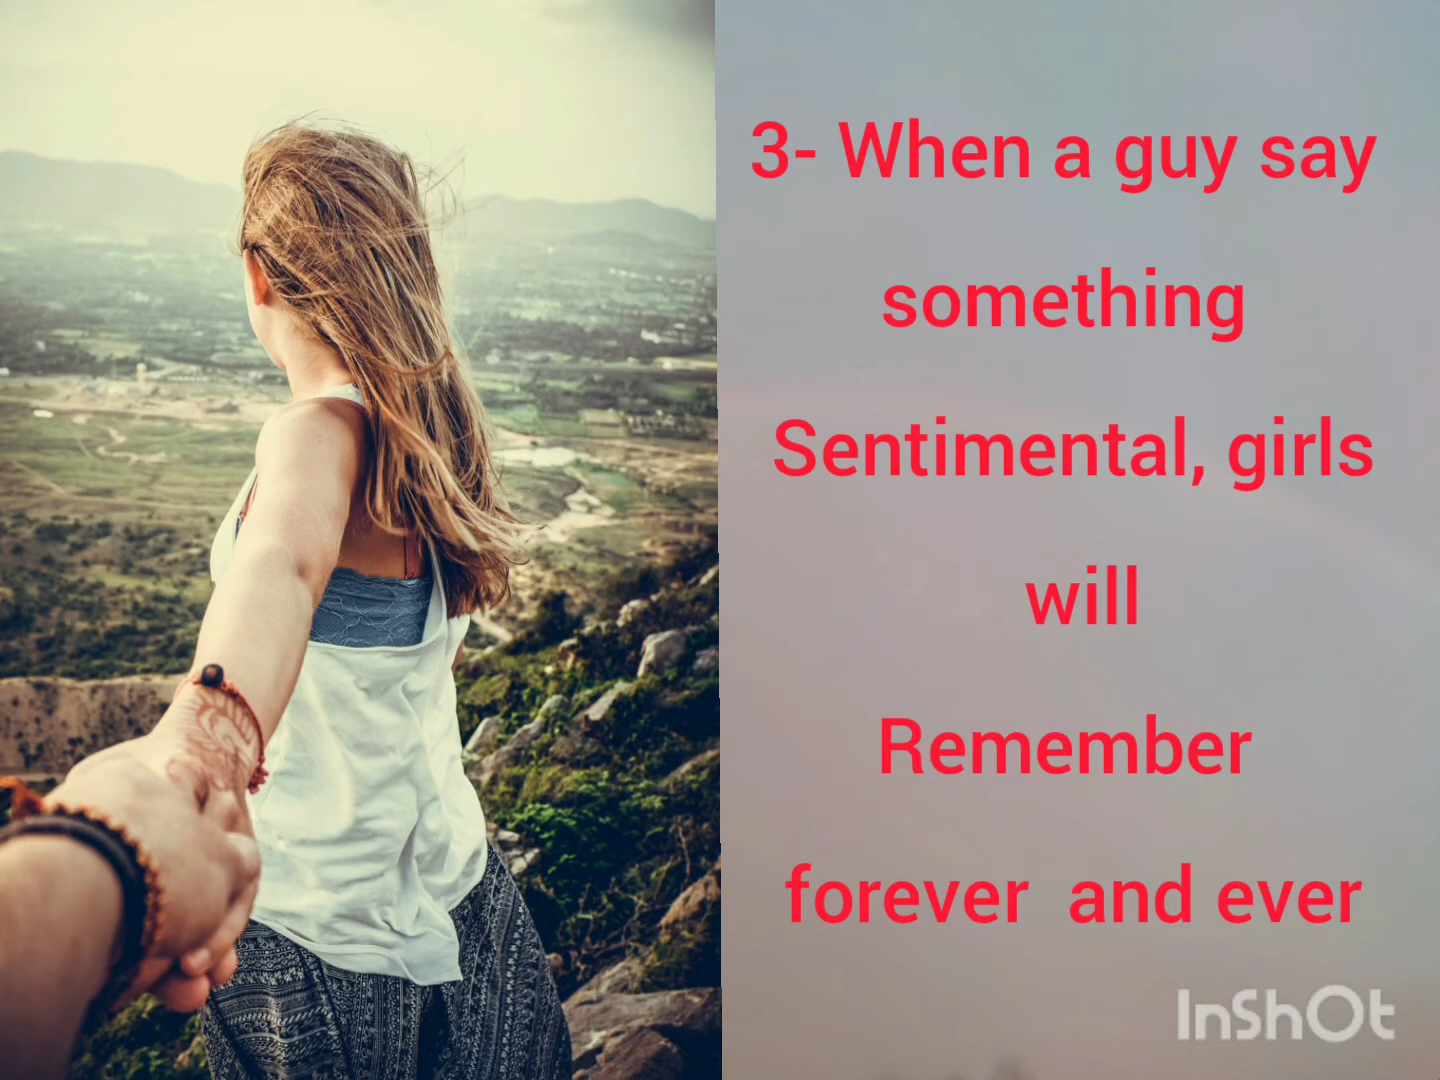 3- When a guy say
something
Sentimental, girls
will
Remember
forever  and ever
InShOt